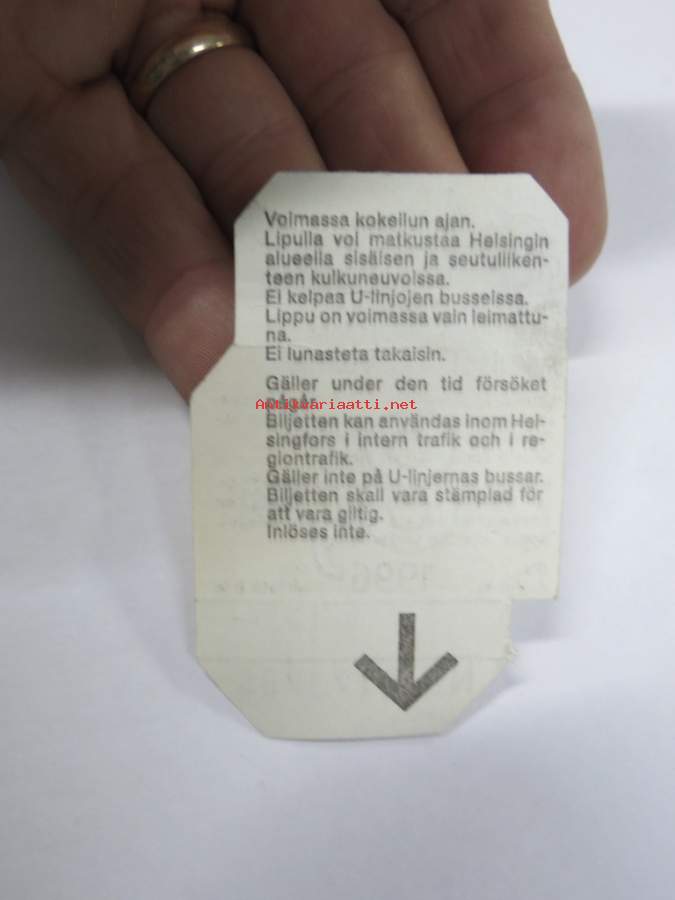 Voimassa kokeilun ajan.
Lipulla voi matkustaa Helsingin
alueella sisäisen ja seutuliiken-
teen kulkuneuvoissa.
Ei kelpaa U-linjojen busseissa.
Lippu on voimassa vain leimattu-
na.
Ei lunasteta takaisin.
Gäller under den tid försöket
Antikvariaatti.net
Biljetten kan användas inom Hel-
singfors i intern trafik och i re-
giontrafik.
Gäller inte på U-linjernas bussar.
Biljetten skall vara stämplad för
att vara giltig.
Inlöses inte.